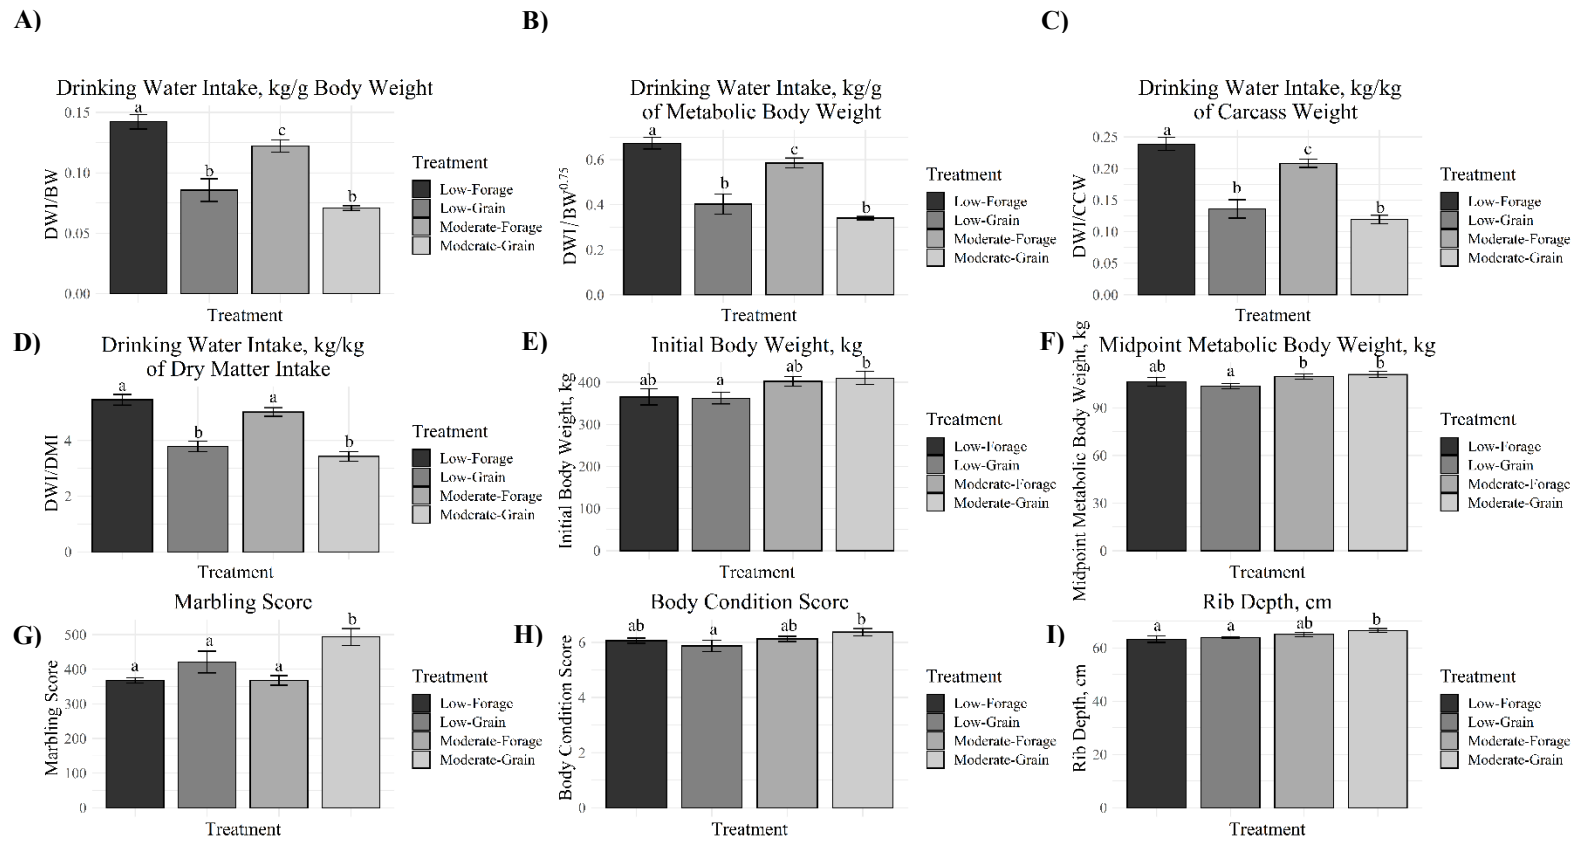 A)
Drinking Water Intake, kg/g Body Weight
DWI/BW
0.15
0.10
0.05
0.00
a
b
c
b
Treatment
Treatment
Low-Forage
Low-Grain
Moderate-Forage
Moderate-Grain
B)
Drinking Water Intake, kg/g
of Metabolic Body Weight
DWI/BW^0.75
0.6
0.4
0.2
0.0
a
b
c
b
Treatment
Treatment
Low-Forage
Low-Grain
Moderate-Forage
Moderate-Grain
C)
Drinking Water Intake, kg/kg
of Carcass Weight
DWI/CCW
0.25
0.20
0.15
0.10
0.05
0.00
a
b
c
b
Treatment
Treatment
Low-Forage
Low-Grain
Moderate-Forage
Moderate-Grain
D)
Drinking Water Intake, kg/kg
of Dry Matter Intake
DWI/DMI
4
2
0
a
b
a
b
Treatment
Treatment
Low-Forage
Low-Grain
Moderate-Forage
Moderate-Grain
E)
Initial Body Weight, kg
Initial Body Weight, kg
400
300
200
100
0
ab
a
ab
b
Treatment
Treatment
Low-Forage
Low-Grain
Moderate-Forage
Moderate-Grain
F)
Midpoint Metabolic Body Weight, kg
Midpoint Metabolic Body Weight, kg
90
60
30
0
ab
a
b
b
Treatment
Treatment
Low-Forage
Low-Grain
Moderate-Forage
Moderate-Grain
G)
Marbling Score
Marbling Score
500
400
300
200
100
0
a
a
a
b
Treatment
Treatment
Low-Forage
Low-Grain
Moderate-Forage
Moderate-Grain
H)
Body Condition Score
Body Condition Score
6
4
2
0
ab
a
ab
b
Treatment
Treatment
Low-Forage
Low-Grain
Moderate-Forage
Moderate-Grain
I)
Rib Depth, cm
Rib Depth, cm
60
40
20
0
a
a
ab
b
Treatment
Treatment
Low-Forage
Low-Grain
Moderate-Forage
Moderate-Grain